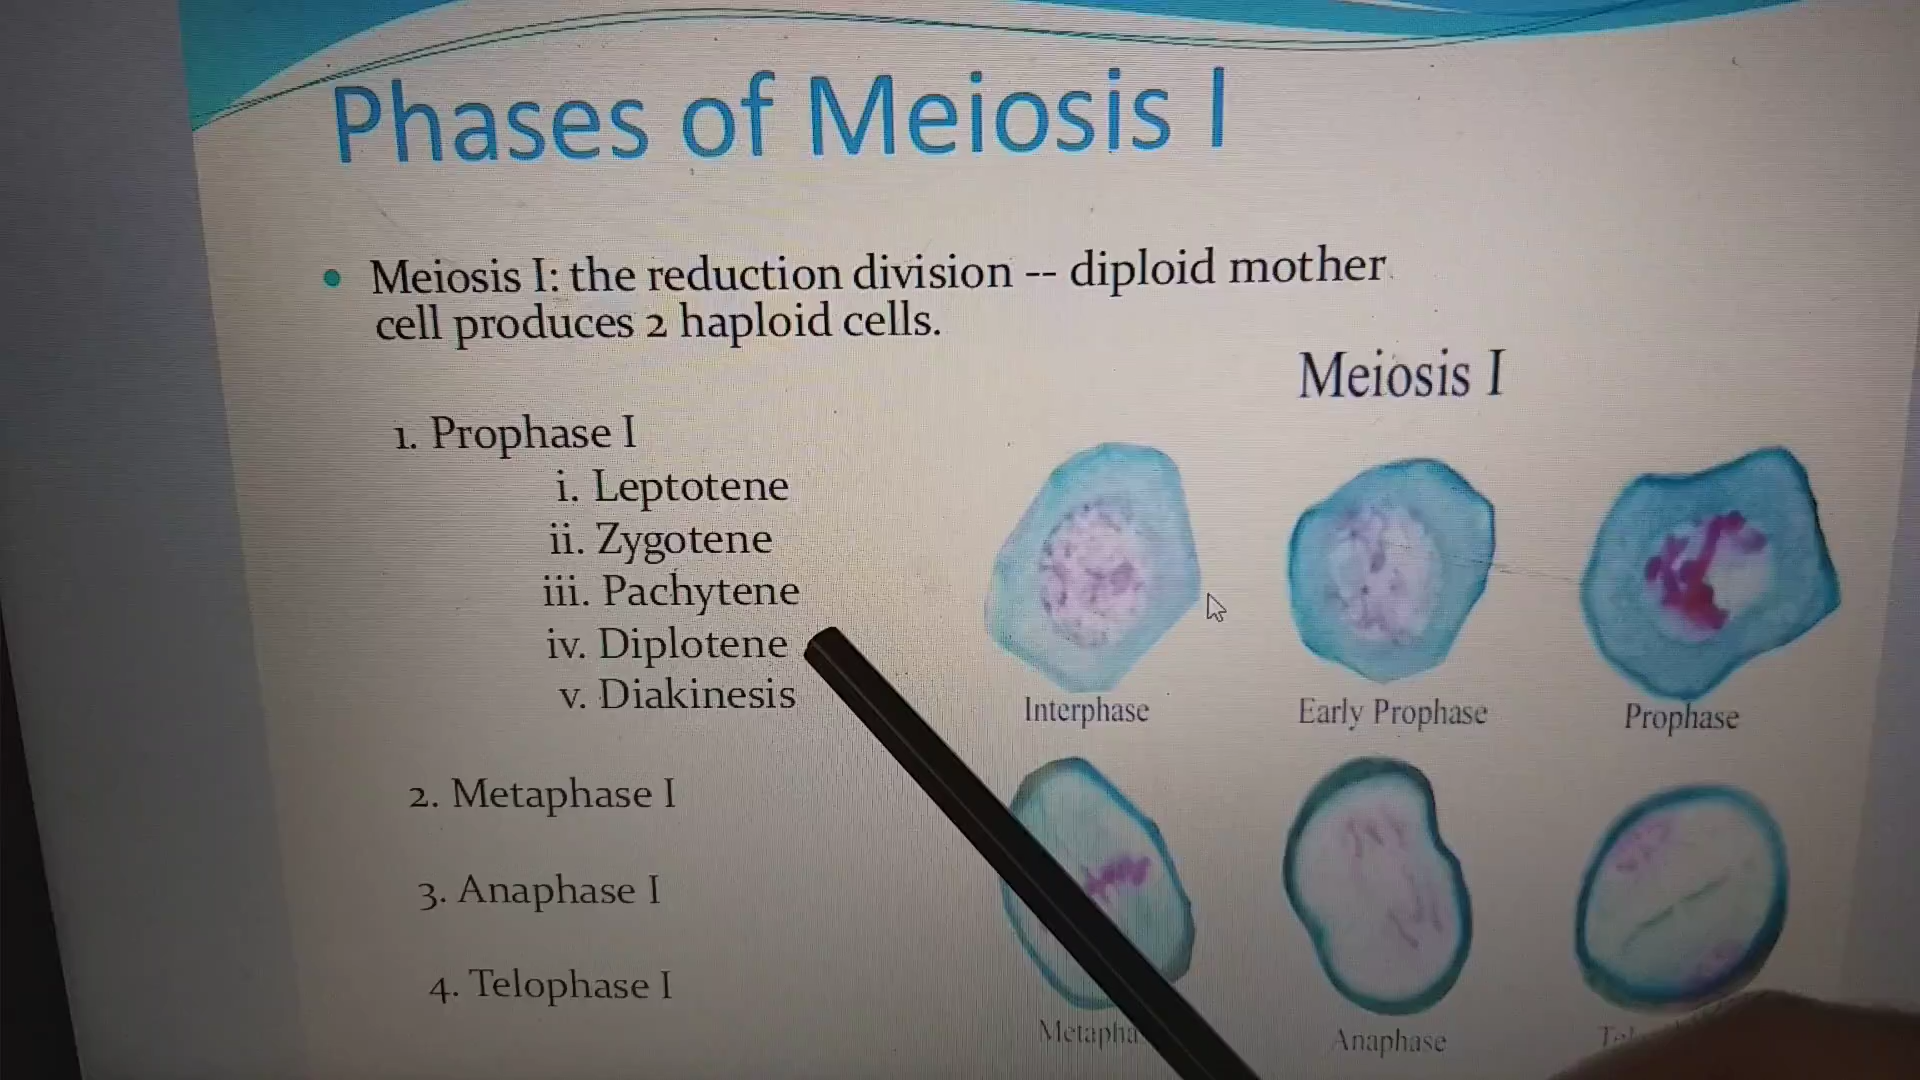 Phases of Meiosis I
• Meiosis I: the reduction division -- diploid mother
cell produces 2 haploid cells.
Meiosis I
1. Prophase I
i. Leptotene
ii. Zygotene
iii. Pachytene
iv. Diplotene
v. Diakinesis
2. Metaphase I
3. Anaphase I
4. Telophase I
Interphase
Early Prophase
Prophase
Anaphase